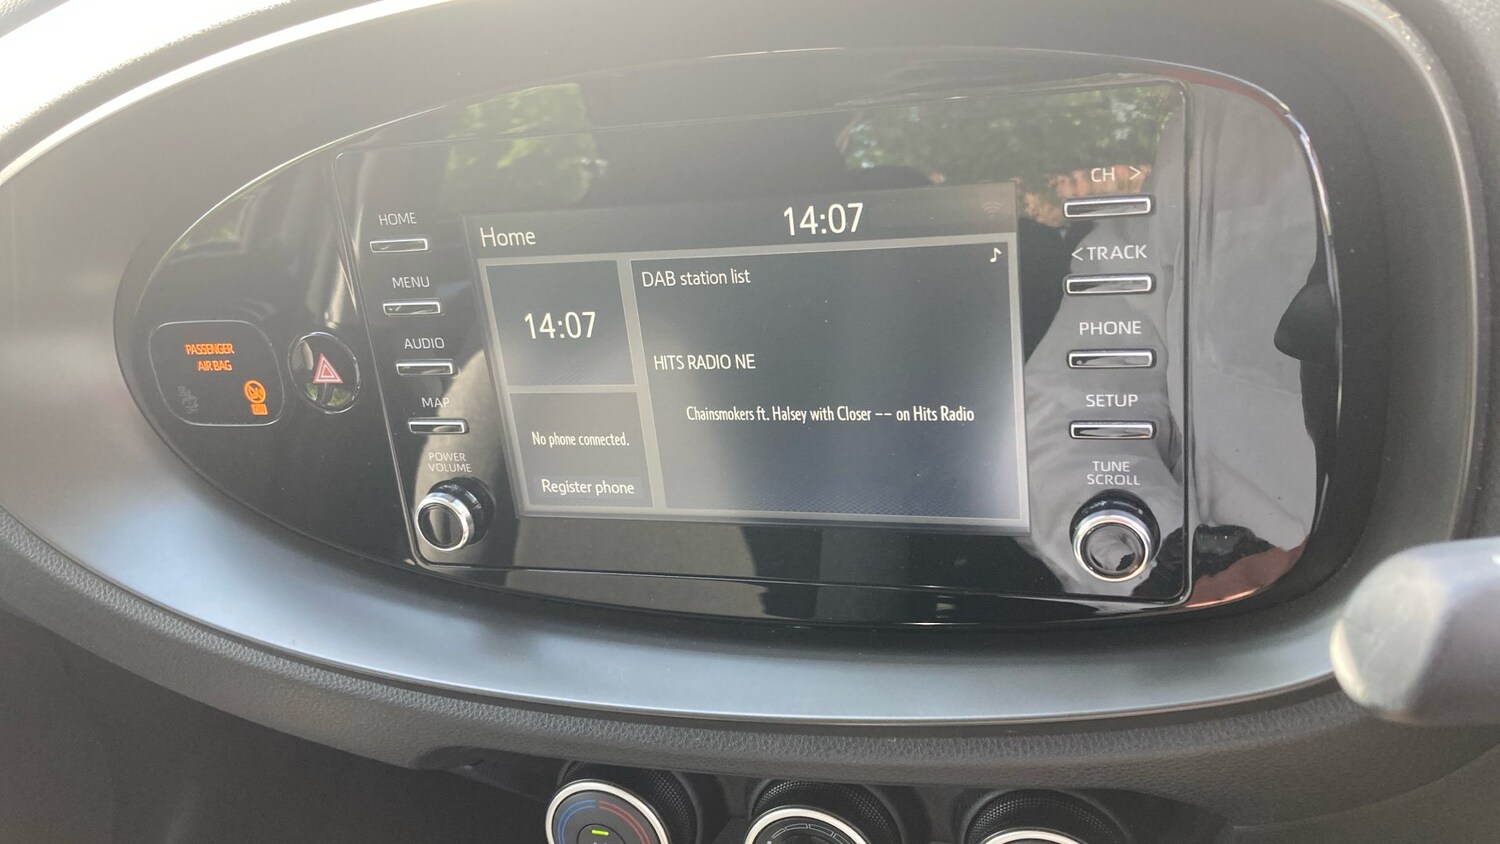 PASSENGER
AIR BAG
HOME
MENU
AUDIO
MAP
POWER
VOLUME
Home
14:07
14:07
No phone connected.
Register phone
DAB station list
HITS RADIO NE
Chainsmokers ft. Halsey with Closer -- on Hits Radio
CH >
< TRACK
PHONE
SETUP
TUNE
SCROLL